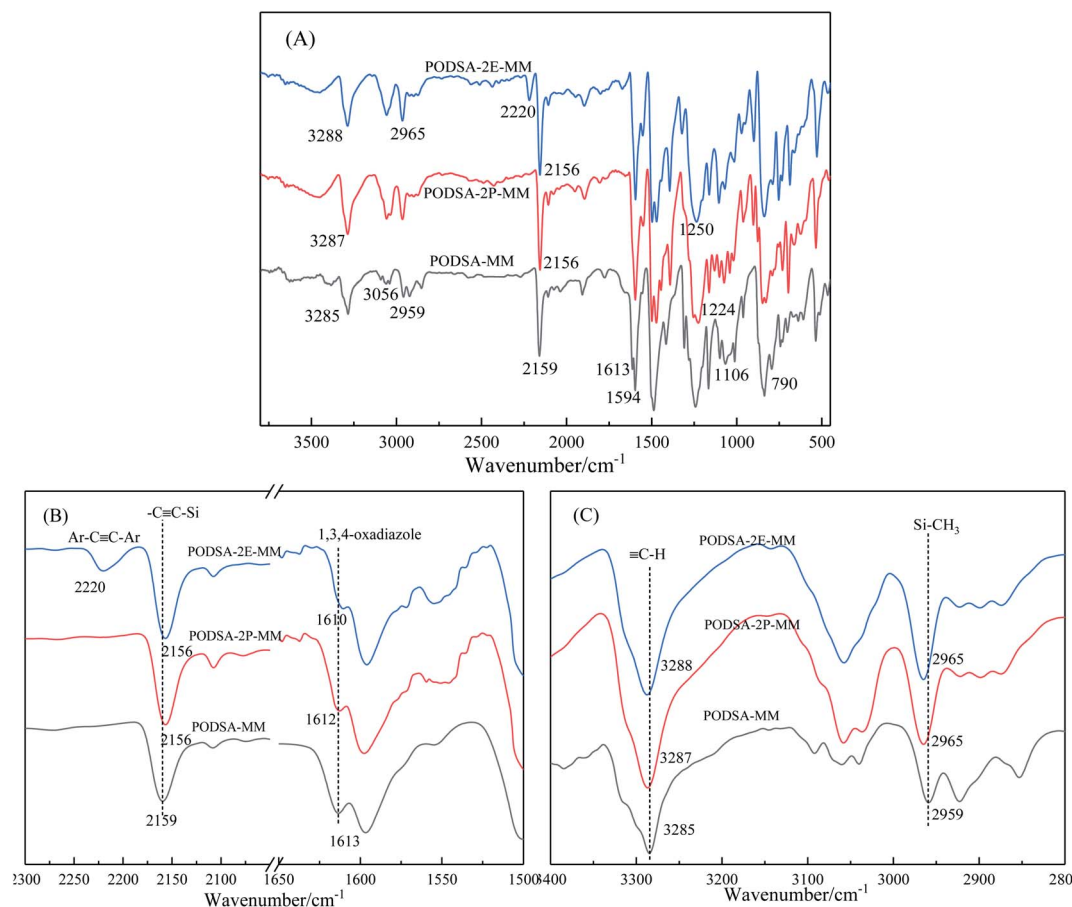 (A)
PODSA-2E-MM
2220
3288
2965
2156
PODSA-2P-MM
1250
3287
2156
PODSA-MM
3056
1224
2959
3285
2159
1613
1106
790
1594
3500 3000 2500 2000 1500 1000 450
Wavenumber/cm-1
(B)
-C≡C-Si
Ar-C≡C-Ar
1,3,4-oxadiazole
PODSA-2E-MM
2220
1610
2156
PODSA-2P-MM
1612
PODSA-MM
2156
2159
1613
2300 2250 2200 2150 2100 1650 1600 1550 1500
Wavenumber/cm-1
(C)
Si-CH3
PODSA-2E-MM
≡C-H
PODSA-2P-MM
3288
2965
PODSA-MM
3287
2965
2959
3285
3400 3300 3200 3100 3000 2900 280
Wavenumber/cm-1